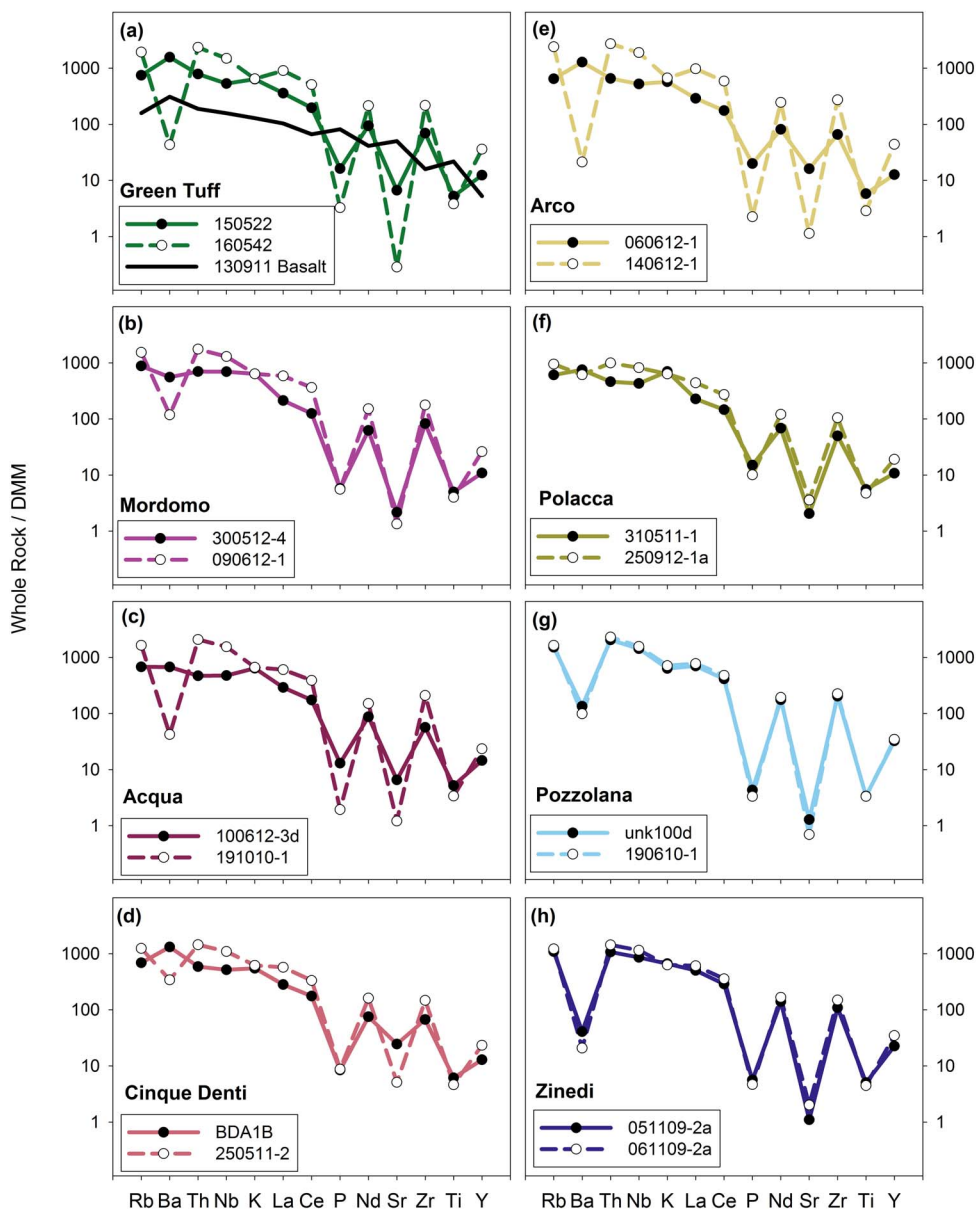 Whole Rock / DMM
(a)
1000
100
10
1
Green Tuff
150522
160542
130911 Basalt
(b)
1000
100
10
1
Mordomo
300512-4
090612-1
(c)
1000
100
10
1
Acqua
100612-3d
191010-1
(d)
1000
100
10
1
Cinque Denti
BDA1B
250511-2
Rb Ba Th Nb K La Ce P Nd Sr Zr Ti Y
(e)
1000
100
10
1
Arco
060612-1
140612-1
(f)
1000
100
10
1
Polacca
310511-1
250912-1a
(g)
1000
100
10
1
Pozzolana
unk100d
190610-1
(h)
1000
100
10
1
Zinedi
051109-2a
061109-2a
Rb Ba Th Nb K La Ce P Nd Sr Zr Ti Y